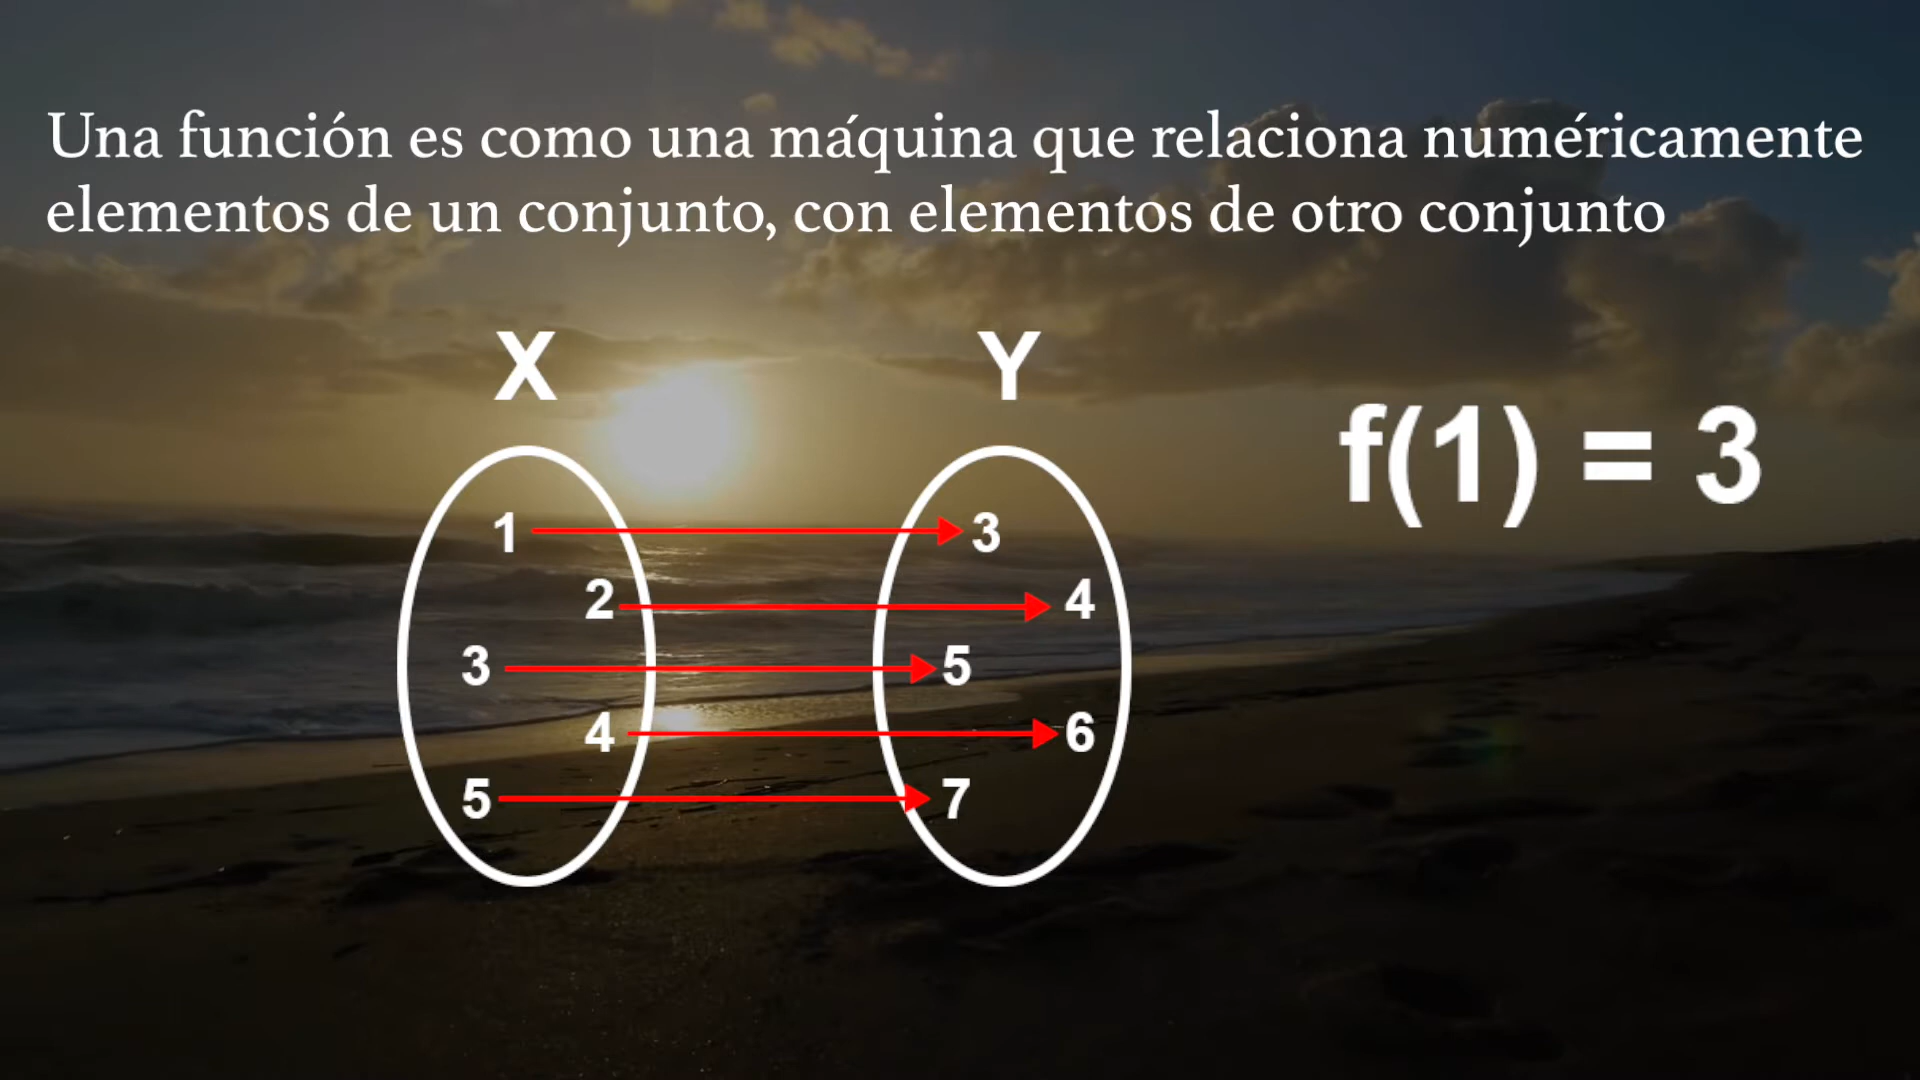 Una función es como una máquina que relaciona numéricamente
elementos de un conjunto, con elementos de otro conjunto
X Y
f(1) = 3
1 3
2 4
3 5
4 6
5 7